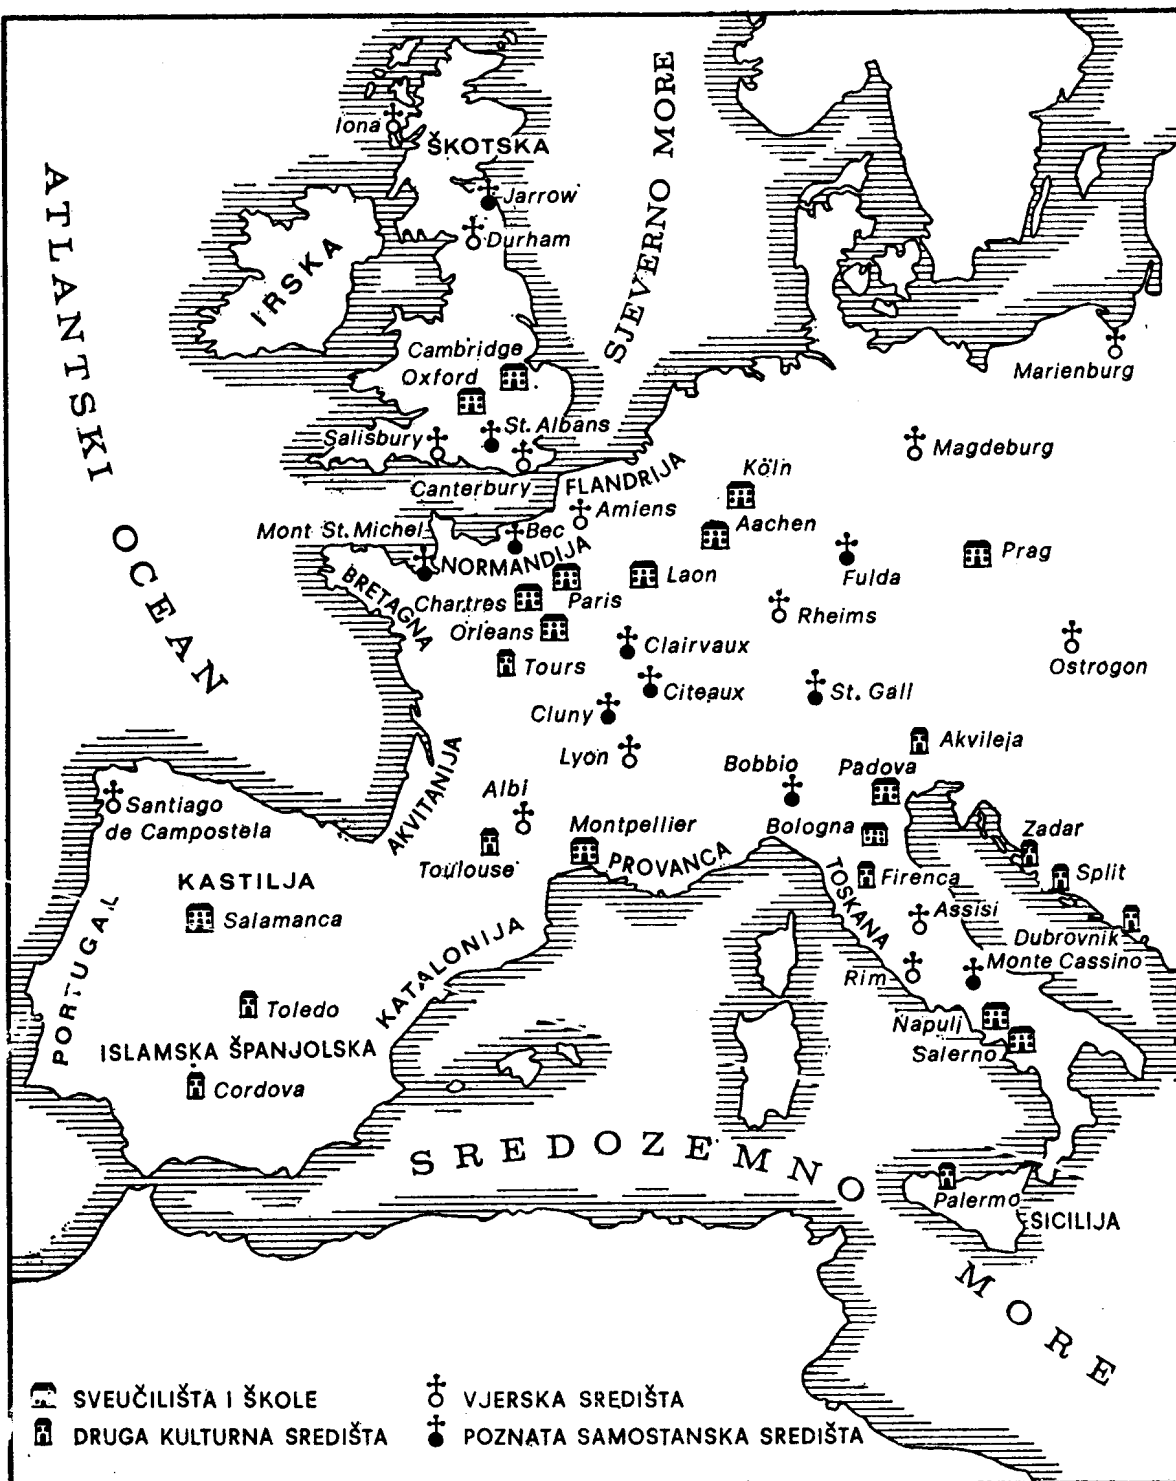 Iona
ŠKOTSKA
Jarrow
Durham
IRSKA
SJEVERNO MORE
ATLANTSKI OCEAN
Cambridge
Oxford
Marienburg
St. Albans
Salisbury
Canterbury
FLANDRIJA
Magdeburg
Köln
Amiens
Aachen
Mont St. Michel
Bec
NORMANDIJA
BRETAGNA
Laon
Fulda
Prag
Chartres
Paris
Orleans
Rheims
Clairvaux
Tours
Ostrogon
Citeaux
St. Gall
Cluny
Akvileja
Lyon
AKVITANIJA
Bobbio
Padova
Albi
Santiago
de Campostela
Montpellier
Bologna
Zadar
Toulouse
PROVANCA
Firenca
Split
KASTILJA
TOSKANA
Salamanca
Assisi
PORTUGAL
KATALONIJA
Dubrovnik
Monte Cassino
Rim
Toledo
Napulj
ISLAMSKA ŠPANJOLSKA
Salerno
Cordova
SREDOZEMNO MORE
Palermo
SICILIJA
SVEUČILIŠTA I ŠKOLE
VJERSKA SREDIŠTA
DRUGA KULTURNA SREDIŠTA
POZNATA SAMOSTANSKA SREDIŠTA